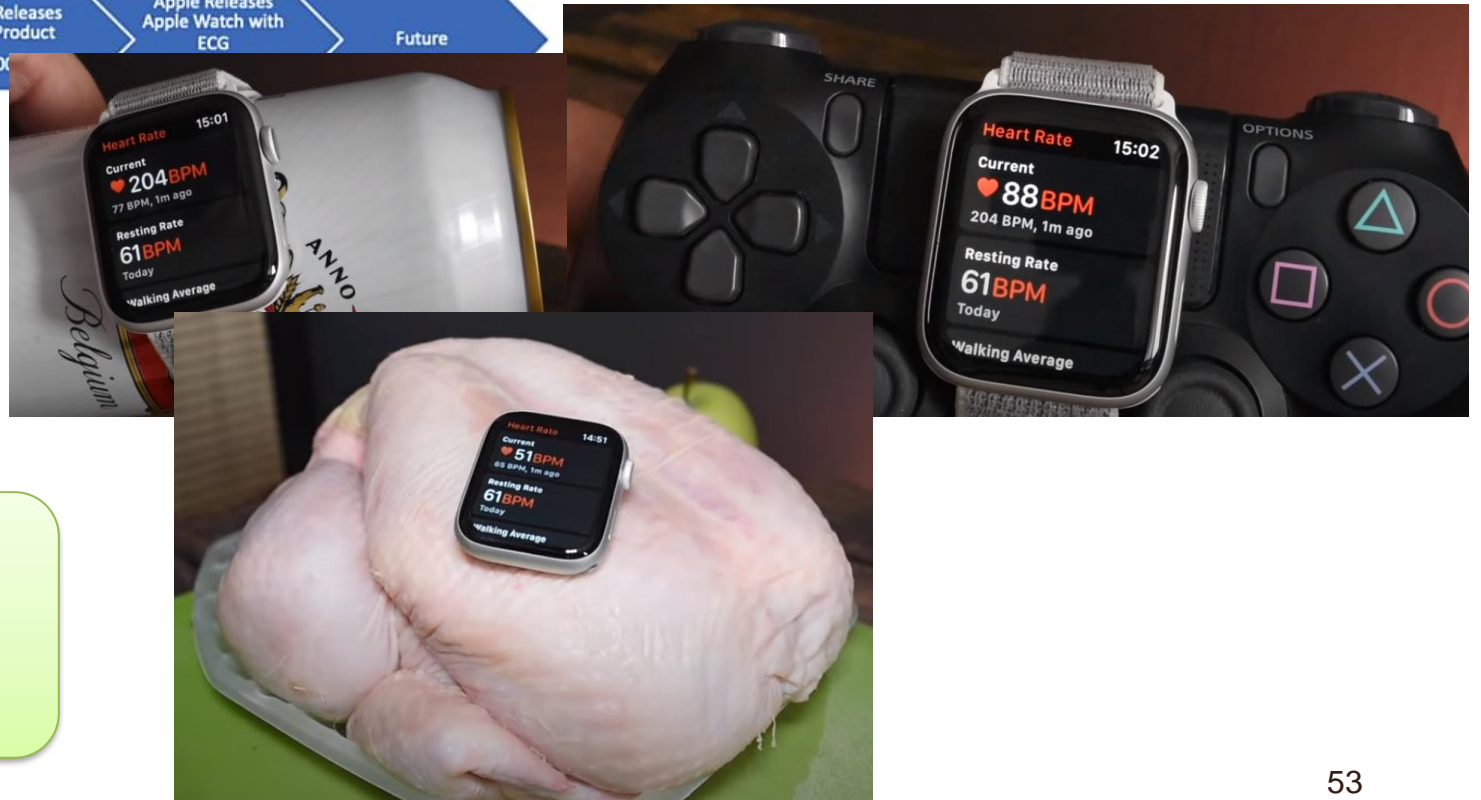 Releases
Product
Apple Releases
Apple Watch with
ECG
Future
15:01
Heart Rate
Current
204BPM
77 BPM, 1m ago
Resting Rate
61BPM
Today
Walking Average
ANNO
Belgium
SHARE
OPTIONS
Heart Rate
15:02
Current
88BPM
204 BPM, 1m ago
Resting Rate
61BPM
Today
Walking Average
Heart Rate
14:51
Current
51BPM
65 BPM, 1m ago
Resting Rate
61BPM
Today
Walking Average
53